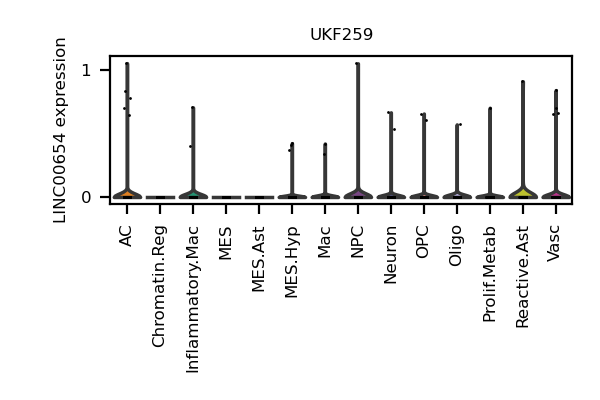 UKF259
LINC00654 expression
1
0
AC
Chromatin.Reg
Inflammatory.Mac
MES
MES.Ast
MES.Hyp
Mac
NPC
Neuron
OPC
Oligo
Prolif.Metab
Reactive.Ast
Vasc